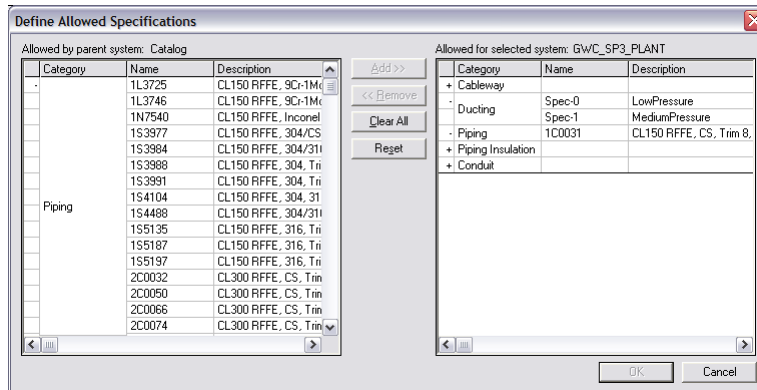 Define Allowed Specifications
Allowed by parent system: Catalog
Category Name Description
1L3725 CL150 RFFE, 9Cr-1Mo
1L3746 CL150 RFFE, 9Cr-1Mo
1N7540 CL150 RFFE, Inconel
1S3977 CL150 RFFE, 304/CS
1S3984 CL150 RFFE, 304/316
1S3988 CL150 RFFE, 304, Tri
1S3991 CL150 RFFE, 304, Tri
1S4104 CL150 RFFE, 304, 31
Piping
1S4488 CL150 RFFE, 304/316
1S5135 CL150 RFFE, 316, Tri
1S5187 CL150 RFFE, 316, Tri
1S5197 CL150 RFFE, 316, Tri
2C0032 CL300 RFFE, CS, Trin
2C0050 CL300 RFFE, CS, Trin
2C0066 CL300 RFFE, CS, Trin
2C0074 CL300 RFFE, CS, Trin
Add >>
<< Remove
Clear All
Reset
Allowed for selected system: GWC_SP3_PLANT
Category Name Description
+ Cableway
- Ducting Spec-0 LowPressure
Spec-1 MediumPressure
- Piping 1C0031 CL150 RFFE, CS, Trim 8,
+ Piping Insulation
+ Conduit
OK Cancel